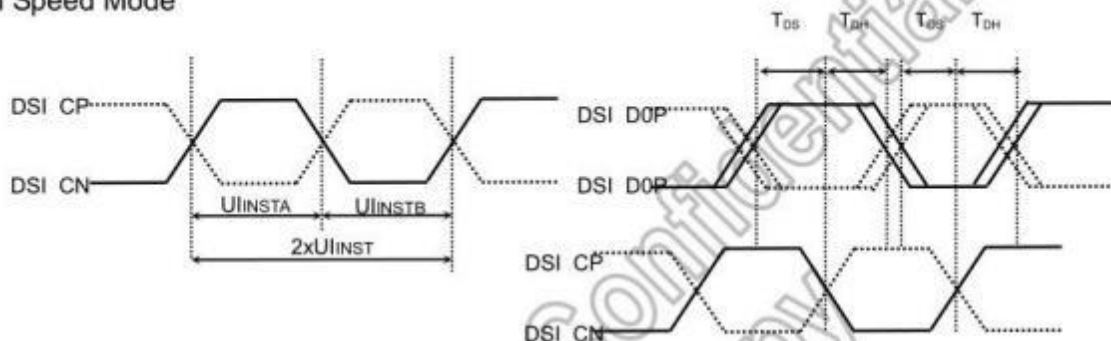 Speed Mode
DSI CP
DSI CN
UIINSTA
UIINSTB
2xUIINST
TDS
TDH
TDS
TDH
DSI D0P
DSI D0P
DSI CP
DSI CN
Confidential